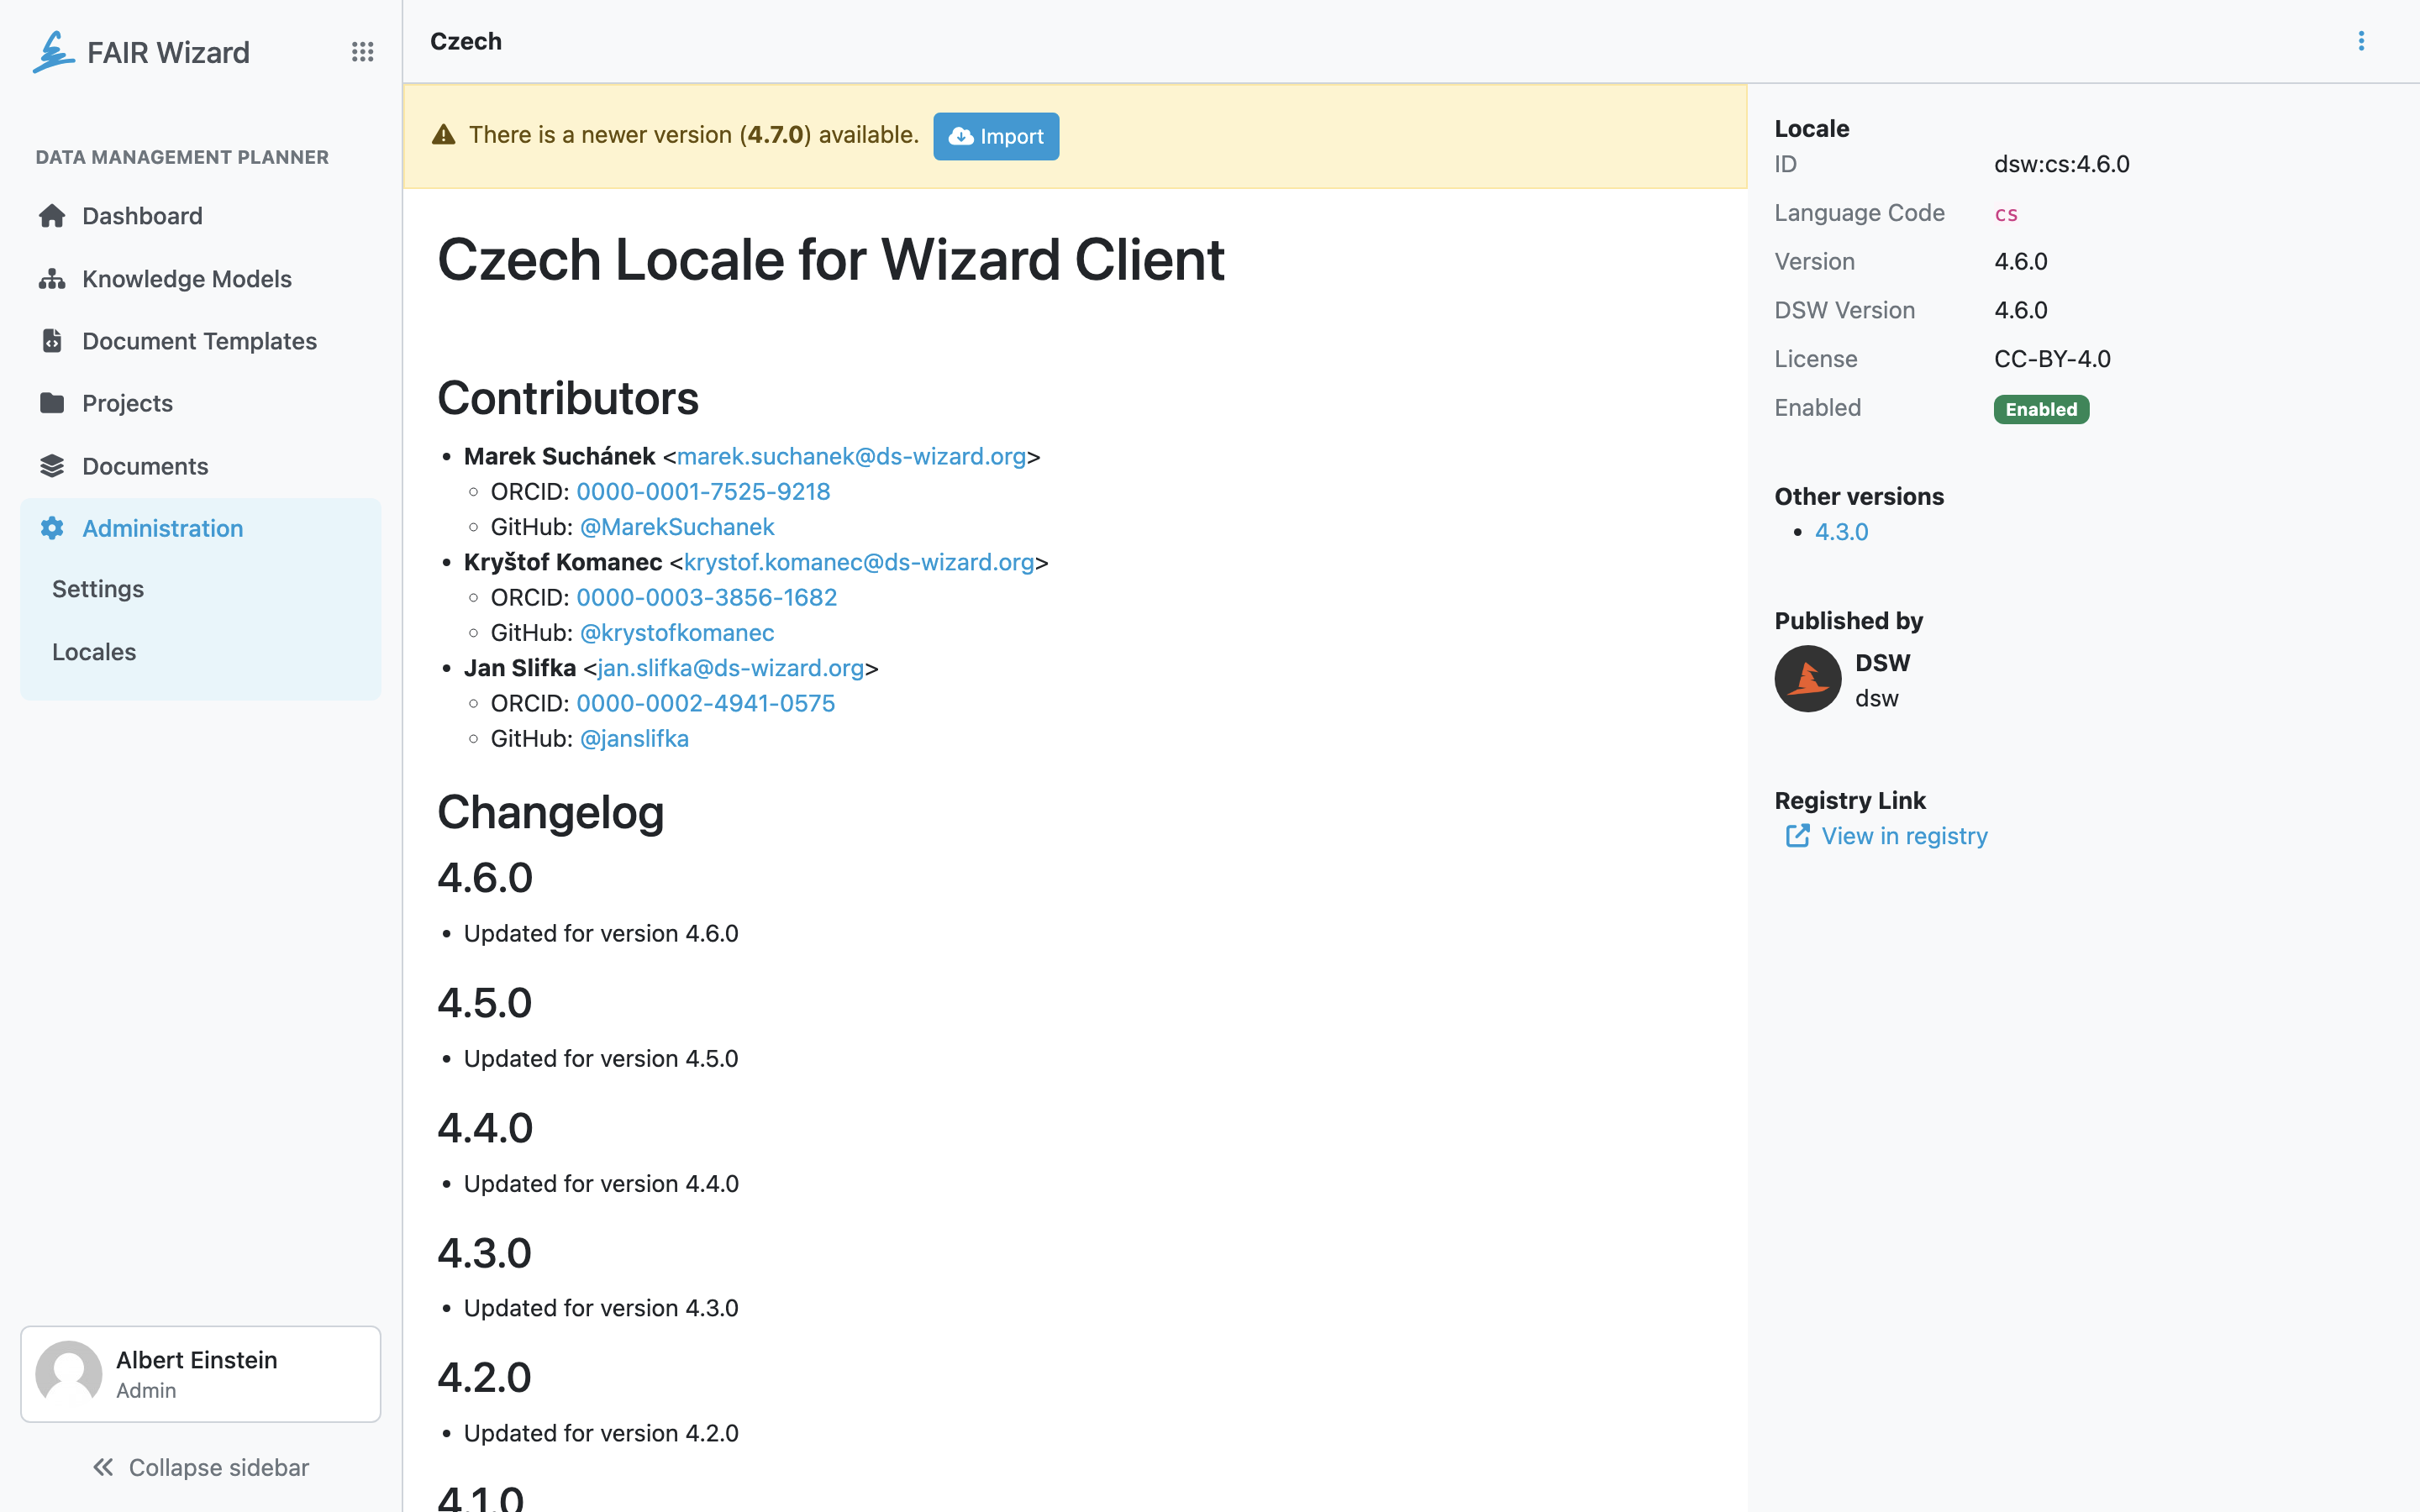 FAIR Wizard
DATA MANAGEMENT PLANNER
Dashboard
Knowledge Models
Document Templates
Projects
Documents
Administration
Settings
Locales
Albert Einstein
Admin
Collapse sidebar
Czech
There is a newer version (4.7.0) available. Import
Czech Locale for Wizard Client
Contributors
• Marek Suchánek <marek.suchanek@ds-wizard.org>
◦ ORCID: 0000-0001-7525-9218
◦ GitHub: @MarekSuchanek
• Kryštof Komanec <krystof.komanec@ds-wizard.org>
◦ ORCID: 0000-0003-3856-1682
◦ GitHub: @krystofkomanec
• Jan Slifka <jan.slifka@ds-wizard.org>
◦ ORCID: 0000-0002-4941-0575
◦ GitHub: @janslifka
Changelog
4.6.0
• Updated for version 4.6.0
4.5.0
• Updated for version 4.5.0
4.4.0
• Updated for version 4.4.0
4.3.0
• Updated for version 4.3.0
4.2.0
• Updated for version 4.2.0
4.1.0
Locale
ID dsw:cs:4.6.0
Language Code cs
Version 4.6.0
DSW Version 4.6.0
License CC-BY-4.0
Enabled Enabled
Other versions
• 4.3.0
Published by
DSW
dsw
Registry Link
View in registry